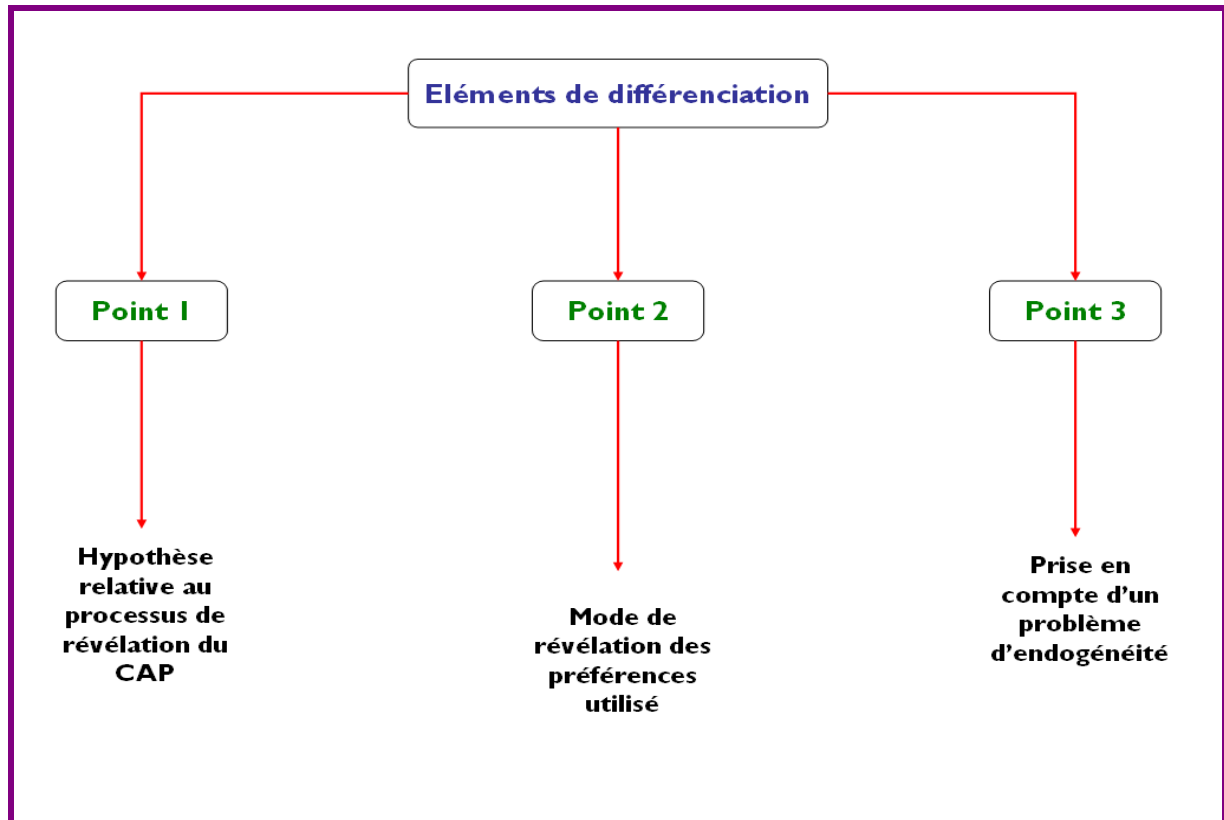 Eléments de différenciation
Point 1
Point 2
Point 3
Hypothèse
relative au
processus de
révélation du
CAP
Mode de
révélation des
préférences
utilisé
Prise en
compte d'un
problème
d'endogénéité